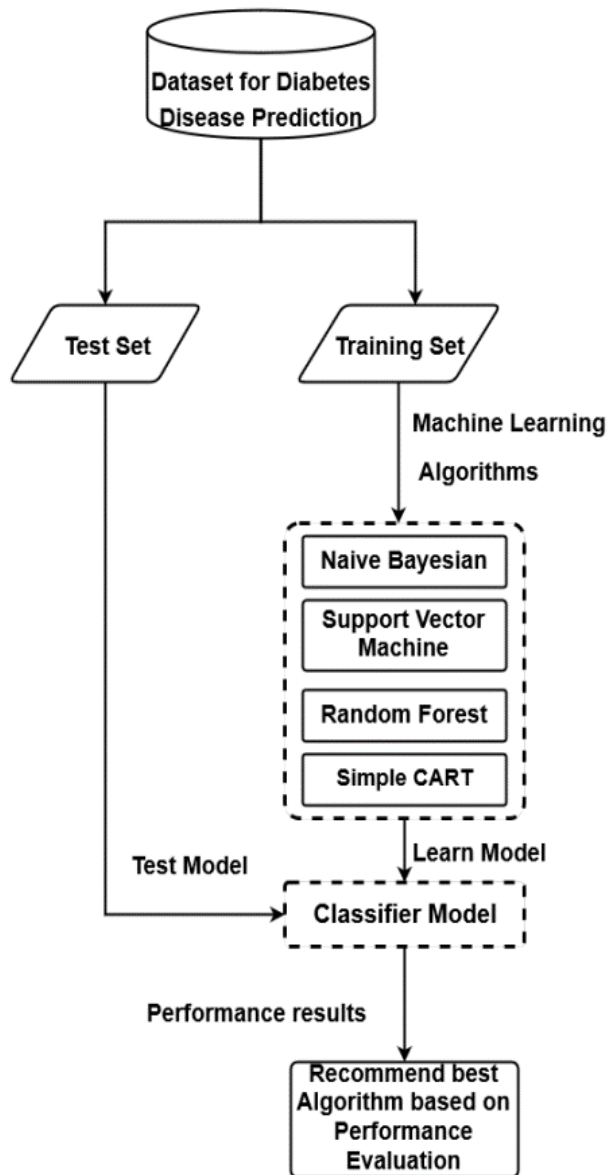 Dataset for Diabetes
Disease Prediction
Test Set
Training Set
Machine Learning
Algorithms
Naive Bayesian
Support Vector
Machine
Random Forest
Simple CART
Learn Model
Test Model
Classifier Model
Performance results
Recommend best
Algorithm based on
Performance
Evaluation